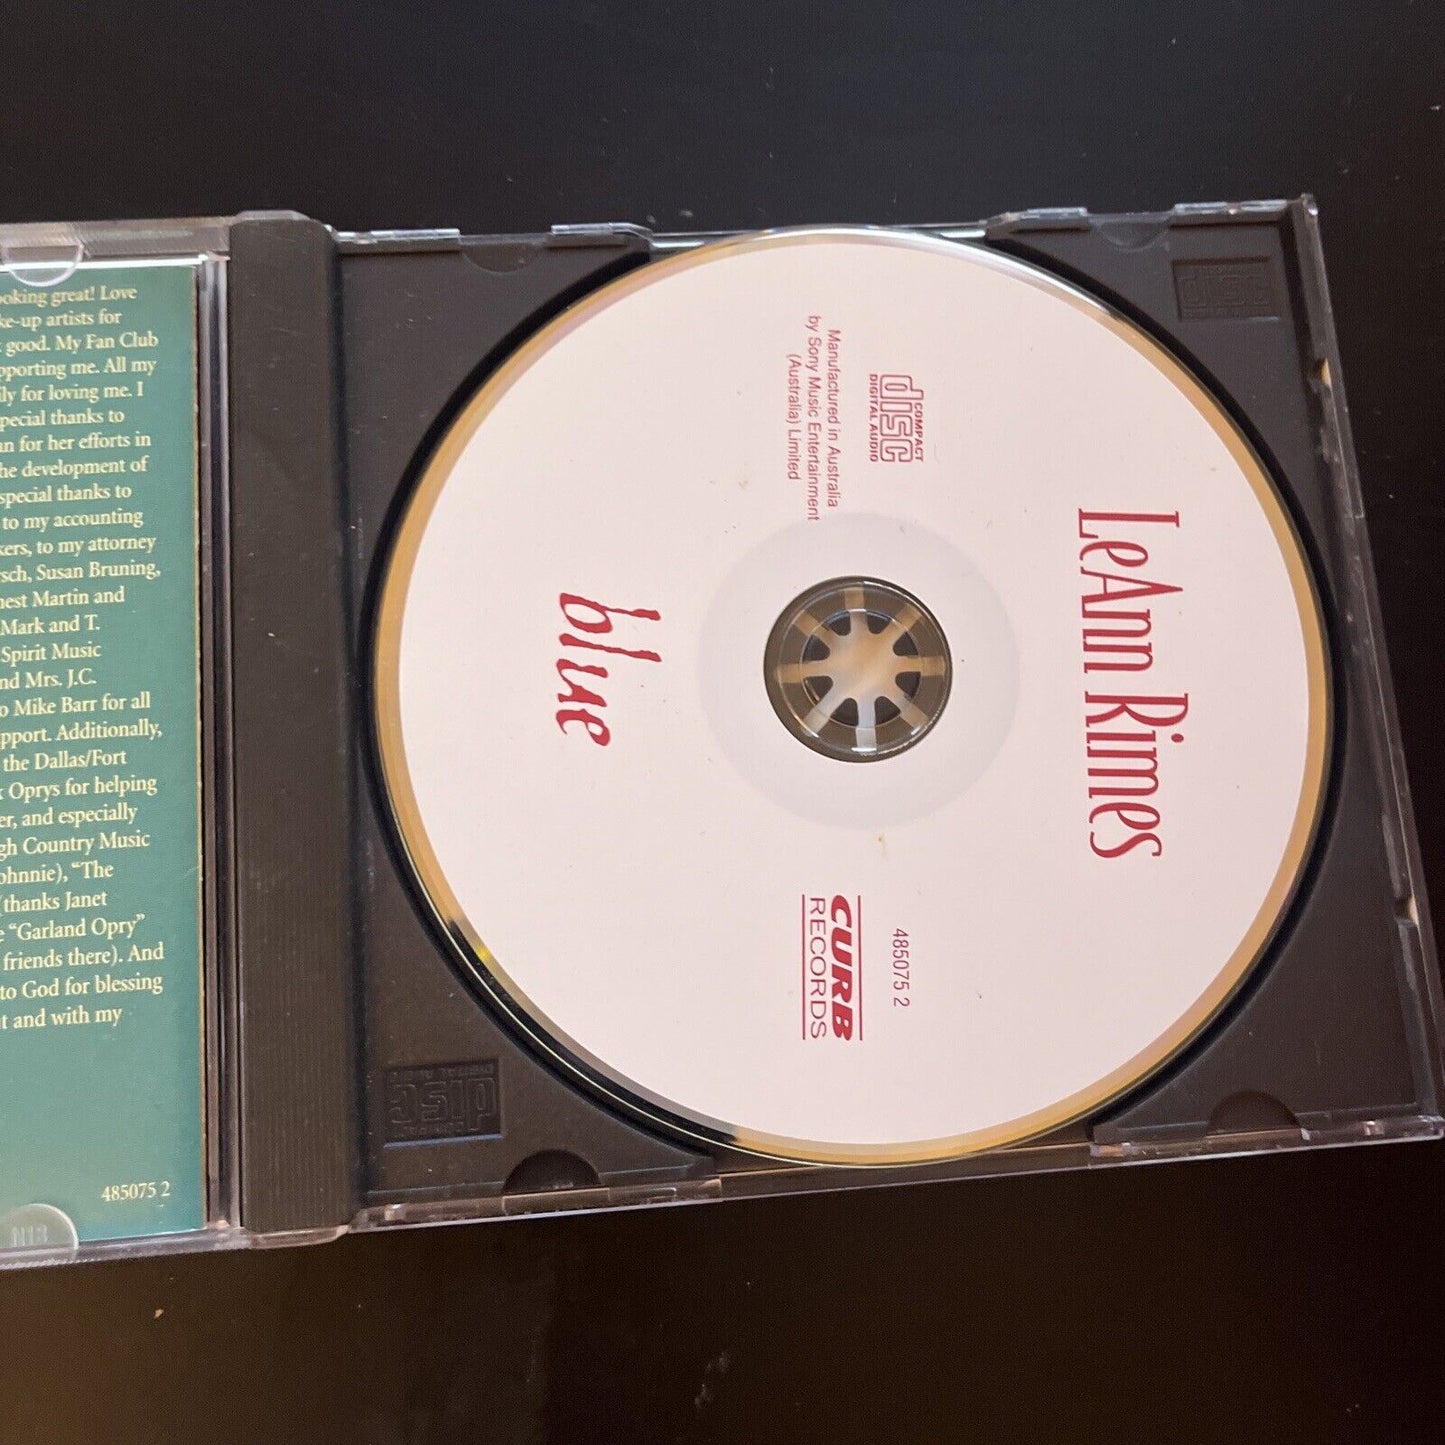 ooking great! Love
ke-up artists for
good. My Fan Club
pporting me. All my
ily for loving me. I
pecial thanks to
an for her efforts in
he development of
special thanks to
to my accounting
kers, to my attorney
rsch, Susan Bruning,
nest Martin and
Mark and T.
Spirit Music
nd Mrs. J.C.
o Mike Barr for all
pport. Additionally,
the Dallas/Fort
Oprys for helping
er, and especially
gh Country Music
ohnnie), “The
(thanks Janet
e “Garland Opry”
friends there). And
to God for blessing
t and with my
485075 2
LeAnn Rimes
COMPACT
disc
DIGITAL AUDIO
Manufactured in Australia
by Sony Music Entertainment
(Australia) Limited
485075 2
CURB
RECORDS
blue
disc
disc